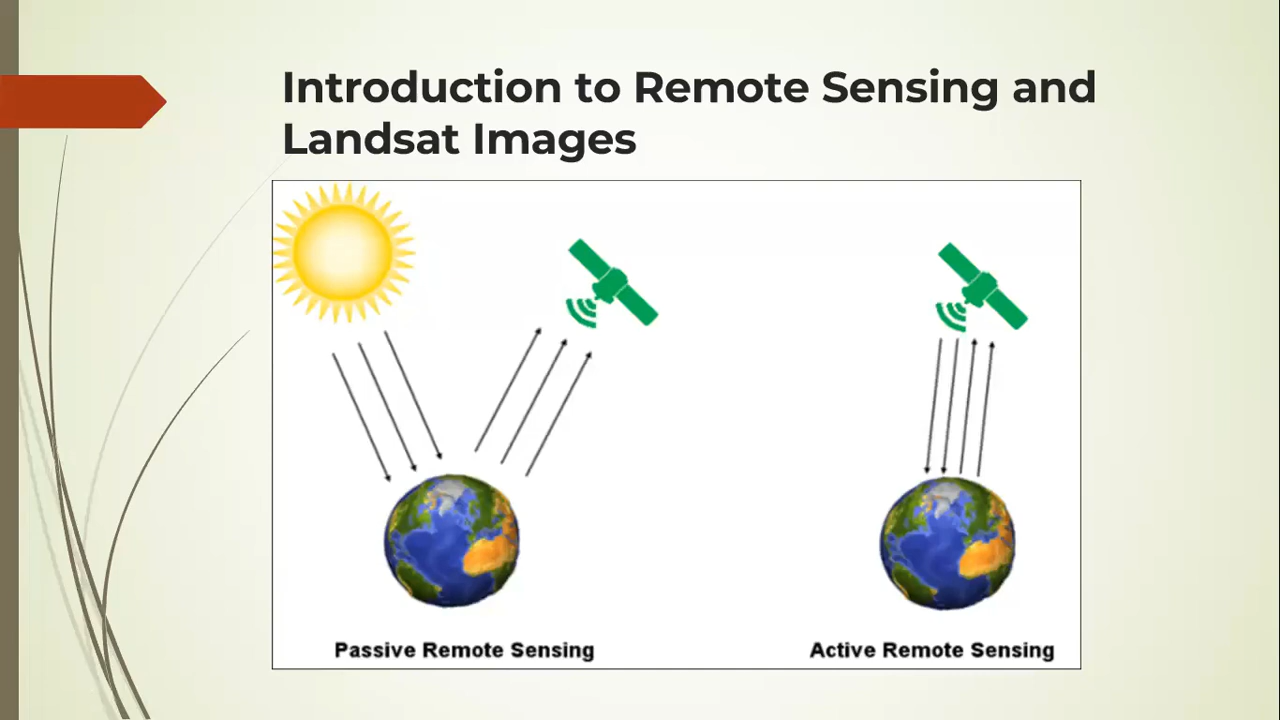 Introduction to Remote Sensing and
Landsat Images
Passive Remote Sensing
Active Remote Sensing